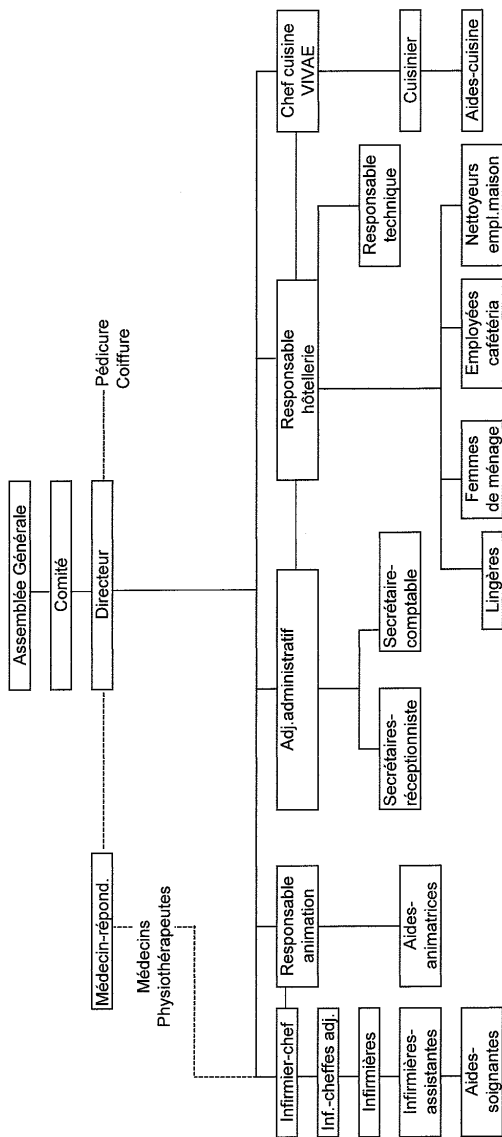 Assemblée Générale
Comité
Directeur
Pédicure
Coiffure
Médecin-répond.
Médecins
Physiothérapeutes
Infirmier-chef
Responsable
animation
Adj.administratif
Responsable
hôtellerie
Chef cuisine
VIVAE
Inf.-cheffes adj.
Infirmières
Infirmières-
assistantes
Aides-
soignantes
Aides-
animatrices
Secrétaires-
réceptionniste
Secrétaire-
comptable
Responsable
technique
Lingères
Femmes
de ménage
Employées
cafétéria
Nettoyeurs
empl.maison
Cuisinier
Aides-cuisine